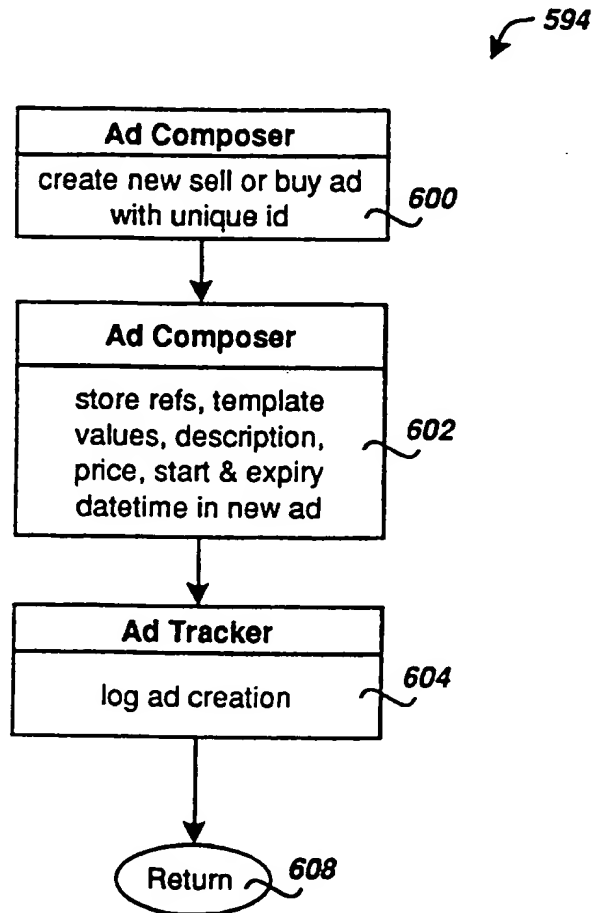 594
Ad Composer
create new sell or buy ad
with unique id
600
Ad Composer
store refs, template
values, description,
price, start & expiry
datetime in new ad
602
Ad Tracker
log ad creation
604
Return
608